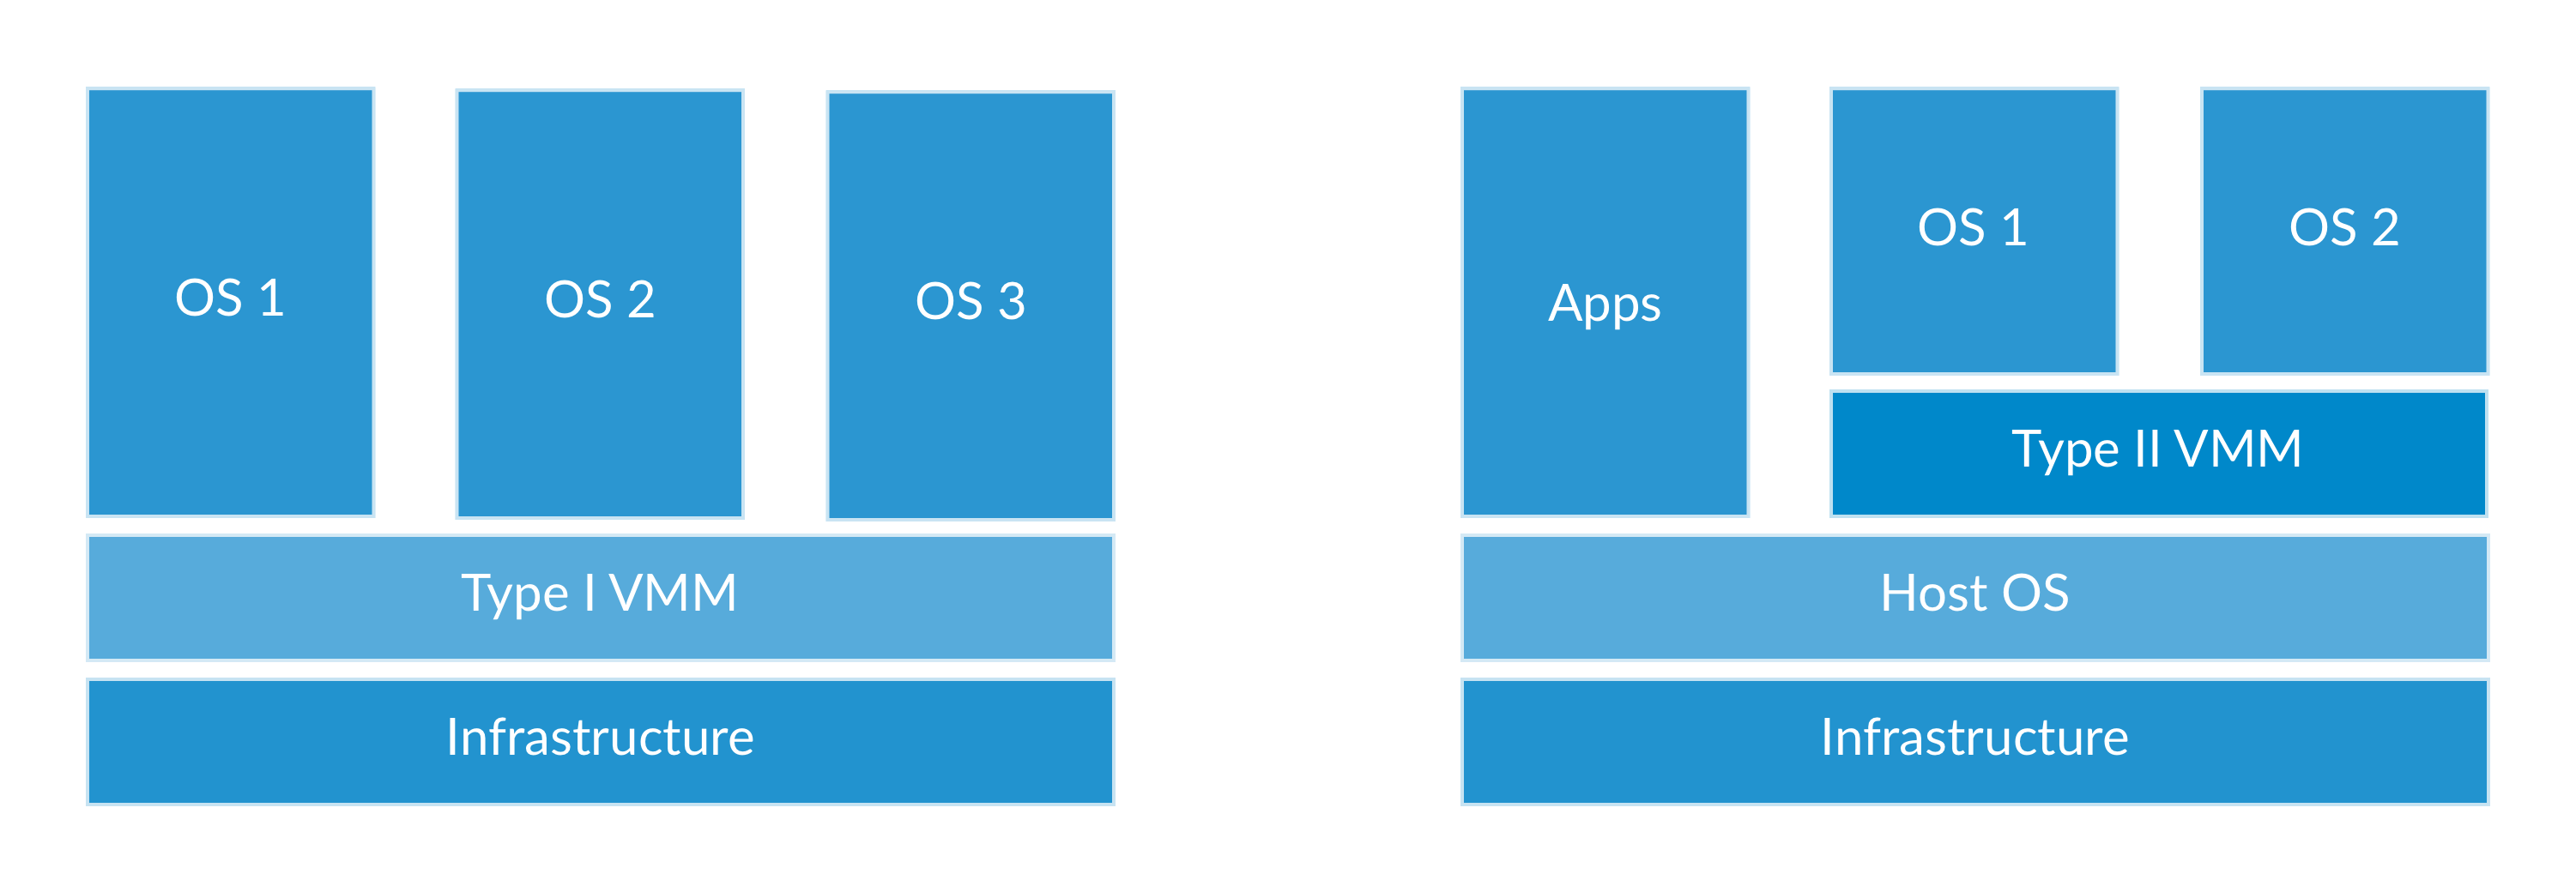 OS 1
OS 2
OS 3
Type I VMM
Infrastructure
Apps
OS 1
OS 2
Type II VMM
Host OS
Infrastructure